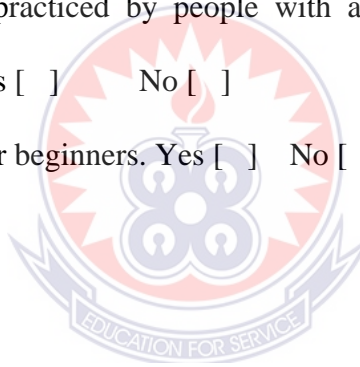 practiced by people with a
s [ ] No [ ]
r beginners. Yes [ ] No [
EDUCATION FOR SERVICE